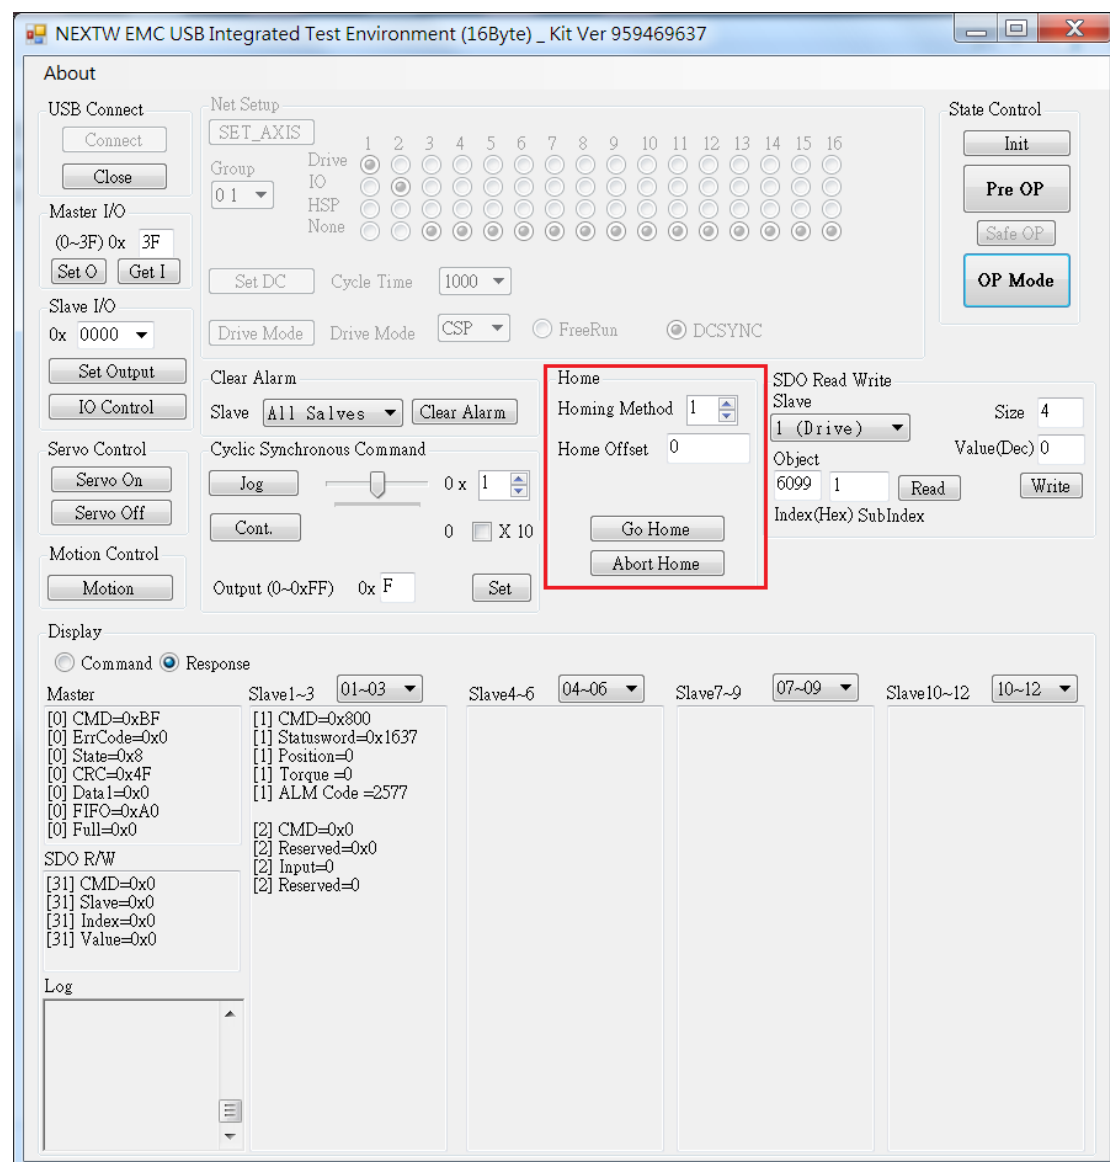 NEXTW EMC USB Integrated Test Environment (16Byte) _ Kit Ver 959469637
About
USB Connect
Connect
Close
Master I/O
(0~3F) 0x 3F
Set O Get I
Slave I/O
0x 0000
Set Output
IO Control
Servo Control
Servo On
Servo Off
Motion Control
Motion
Net Setup
SET_AXIS
1 2 3 4 5 6 7 8 9 10 11 12 13 14 15 16
Group
0 1
Drive
IO
HSP
None
Set DC Cycle Time 1000
Drive Mode Drive Mode CSP FreeRun DCSYNC
State Control
Init
Pre OP
Safe OP
OP Mode
Clear Alarm
Slave All Salves Clear Alarm
Cyclic Synchronous Command
Jog 0 x 1
Cont. 0 X 10
Output (0~0xFF) 0x F Set
Home
Homing Method 1
Home Offset 0
Go Home
Abort Home
SDO Read Write
Slave
1 (Drive)
Size 4
Value(Dec) 0
Object
6099 1 Read Write
Index(Hex) SubIndex
Display
Command Response
Master
[0] CMD=0xBF
[0] ErrCode=0x0
[0] State=0x8
[0] CRC=0x4F
[0] Data1=0x0
[0] FIFO=0xA0
[0] Full=0x0
SDO R/W
[31] CMD=0x0
[31] Slave=0x0
[31] Index=0x0
[31] Value=0x0
Log
Slave1~3 01~03
[1] CMD=0x800
[1] Statusword=0x1637
[1] Position=0
[1] Torque =0
[1] ALM Code =2577
[2] CMD=0x0
[2] Reserved=0x0
[2] Input=0
[2] Reserved=0
Slave4~6 04~06
Slave7~9 07~09
Slave10~12 10~12